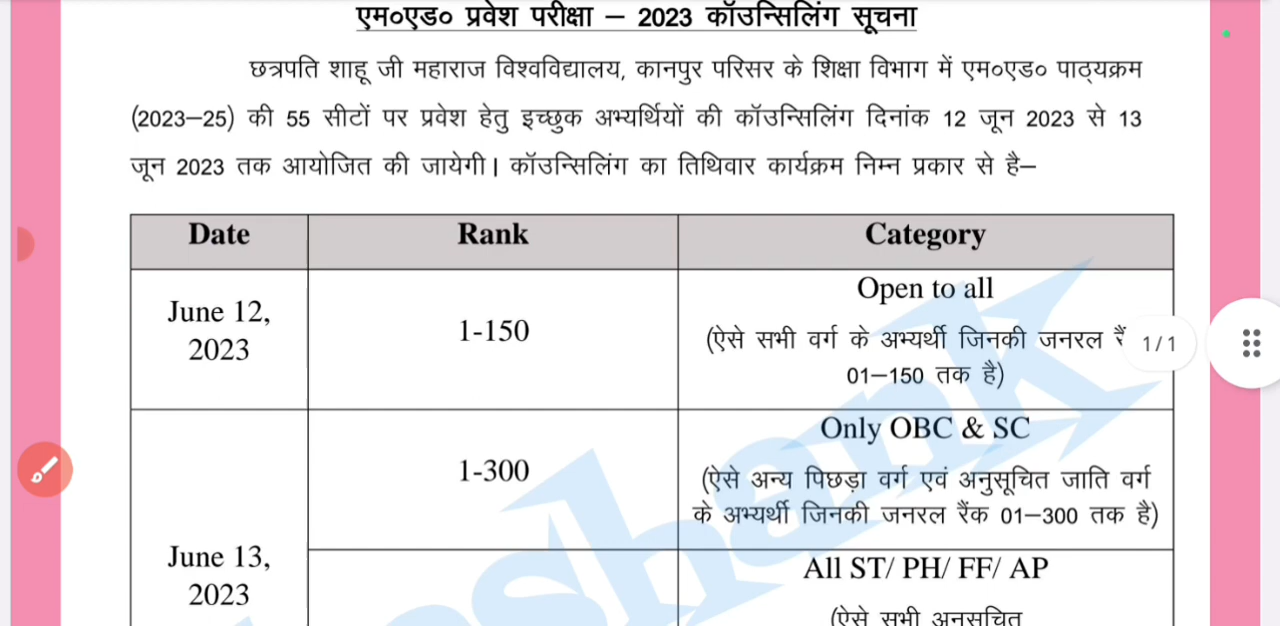 एम०एड० प्रवेश परीक्षा – 2023 कॉउन्सिलिंग सूचना
छत्रपति शाहू जी महाराज विश्वविद्यालय, कानपुर परिसर के शिक्षा विभाग में एम०एड० पाठ्यक्रम
(2023–25) की 55 सीटों पर प्रवेश हेतु इच्छुक अभ्यर्थियों की कॉउन्सिलिंग दिनांक 12 जून 2023 से 13
जून 2023 तक आयोजित की जायेगी। कॉउन्सिलिंग का तिथिवार कार्यक्रम निम्न प्रकार से है–
Date Rank Category
June 12,
2023
1-150
Open to all
(ऐसे सभी वर्ग के अभ्यर्थी जिनकी जनरल
01–150 तक है)
1/1
June 13,
2023
1-300
Only OBC & SC
(ऐसे अन्य पिछड़ा वर्ग एवं अनुसूचित जाति वर्ग
के अभ्यर्थी जिनकी जनरल रैंक 01–300 तक है)
All ST/ PH/ FF/ AP
(ऐसे सभी अनुसूचित